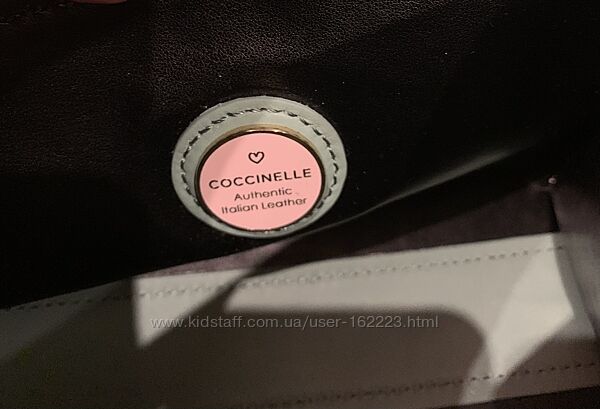 COCCINELLE
Authentic
Italian Leather
www.kidstaff.com.ua/user-162223.html